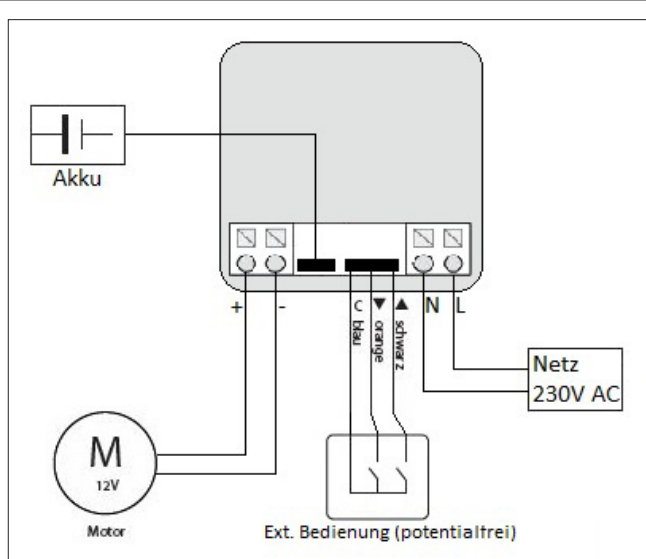 Akku
+ - C ▼ ▲ N L
blau
orange
schwarz
Netz
230V AC
M
12V
Motor
Ext. Bedienung (potentialfrei)